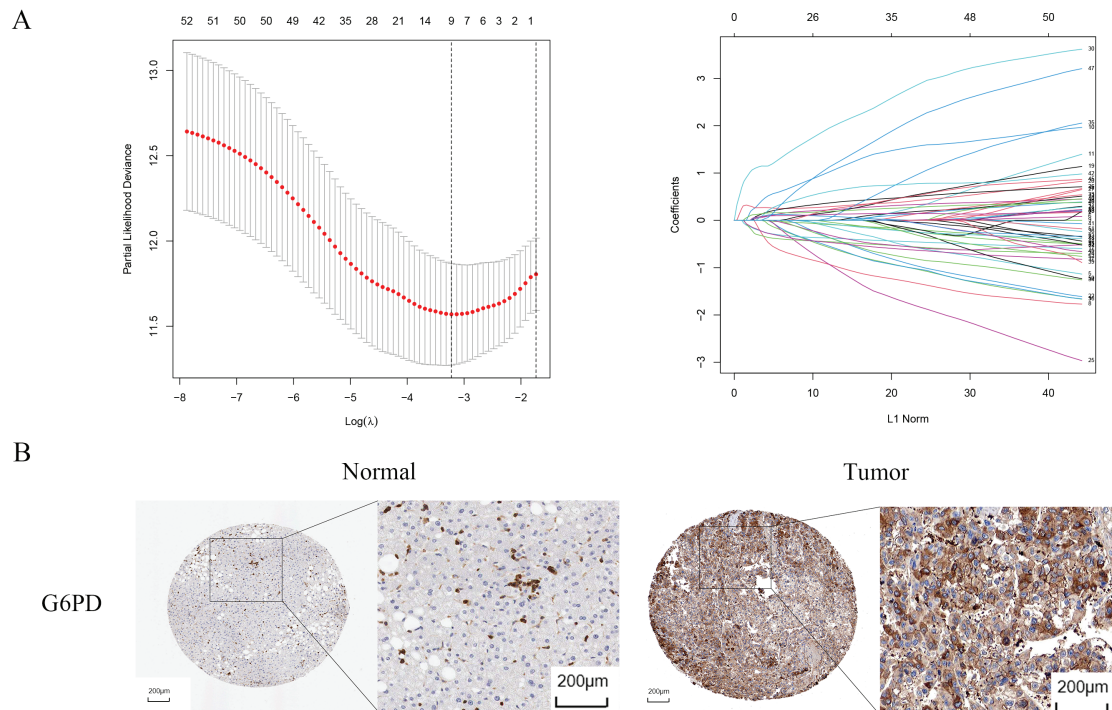 A
52 51 50 50 49 42 35 28 21 14 9 7 6 3 2 1
Partial Likelihood Deviance
13.0
12.5
12.0
11.5
−8 −7 −6 −5 −4 −3 −2
Log(λ)
0 26 35 48 50
Coefficients
3
2
1
0
−1
−2
−3
30
47
35
10
11
19
42
8
25
0 10 20 30 40
L1 Norm
B
Normal
Tumor
G6PD
200μm
200μm
200μm
200μm